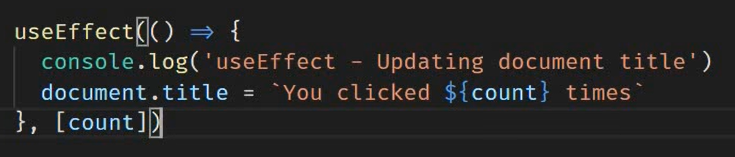 useEffect(() => {
  console.log('useEffect - Updating document title')
  document.title = `You clicked ${count} times`
}, [count])